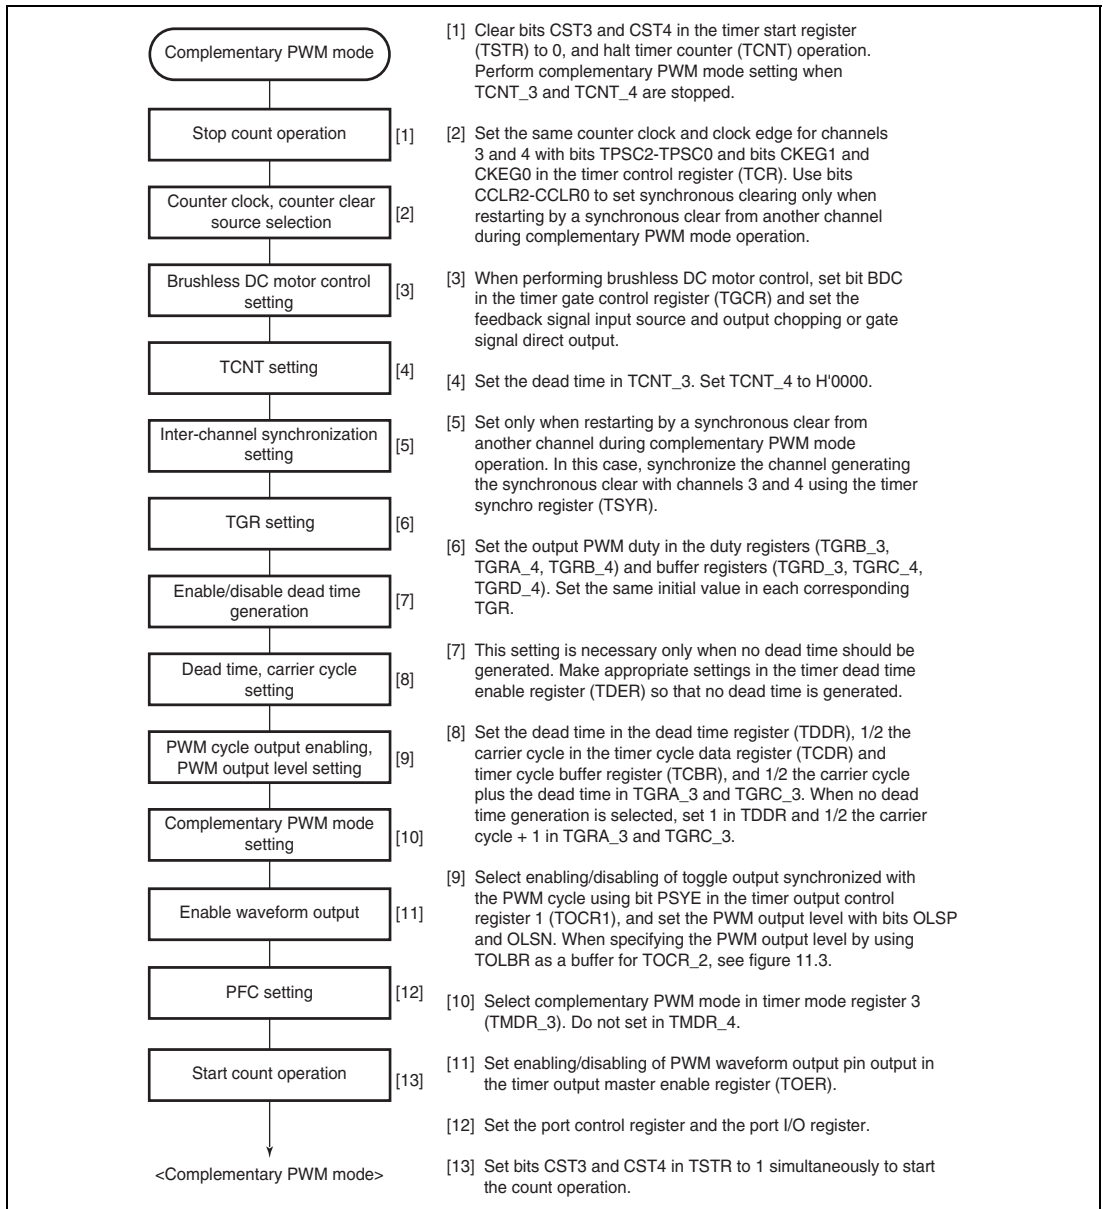 Complementary PWM mode
Stop count operation
[1]
Counter clock, counter clear
source selection
[2]
Brushless DC motor control
setting
[3]
TCNT setting
[4]
Inter-channel synchronization
setting
[5]
TGR setting
[6]
Enable/disable dead time
generation
[7]
Dead time, carrier cycle
setting
[8]
PWM cycle output enabling,
PWM output level setting
[9]
Complementary PWM mode
setting
[10]
Enable waveform output
[11]
PFC setting
[12]
Start count operation
[13]
<Complementary PWM mode>
[1] Clear bits CST3 and CST4 in the timer start register
(TSTR) to 0, and halt timer counter (TCNT) operation.
Perform complementary PWM mode setting when
TCNT_3 and TCNT_4 are stopped.
[2] Set the same counter clock and clock edge for channels
3 and 4 with bits TPSC2-TPSC0 and bits CKEG1 and
CKEG0 in the timer control register (TCR). Use bits
CCLR2-CCLR0 to set synchronous clearing only when
restarting by a synchronous clear from another channel
during complementary PWM mode operation.
[3] When performing brushless DC motor control, set bit BDC
in the timer gate control register (TGCR) and set the
feedback signal input source and output chopping or gate
signal direct output.
[4] Set the dead time in TCNT_3. Set TCNT_4 to H'0000.
[5] Set only when restarting by a synchronous clear from
another channel during complementary PWM mode
operation. In this case, synchronize the channel generating
the synchronous clear with channels 3 and 4 using the timer
synchro register (TSYR).
[6] Set the output PWM duty in the duty registers (TGRB_3,
TGRA_4, TGRB_4) and buffer registers (TGRD_3, TGRC_4,
TGRD_4). Set the same initial value in each corresponding
TGR.
[7] This setting is necessary only when no dead time should be
generated. Make appropriate settings in the timer dead time
enable register (TDER) so that no dead time is generated.
[8] Set the dead time in the dead time register (TDDR), 1/2 the
carrier cycle in the timer cycle data register (TCDR) and
timer cycle buffer register (TCBR), and 1/2 the carrier cycle
plus the dead time in TGRA_3 and TGRC_3. When no dead
time generation is selected, set 1 in TDDR and 1/2 the carrier
cycle + 1 in TGRA_3 and TGRC_3.
[9] Select enabling/disabling of toggle output synchronized with
the PWM cycle using bit PSYE in the timer output control
register 1 (TOCR1), and set the PWM output level with bits OLSP
and OLSN. When specifying the PWM output level by using
TOLBR as a buffer for TOCR_2, see figure 11.3.
[10] Select complementary PWM mode in timer mode register 3
(TMDR_3). Do not set in TMDR_4.
[11] Set enabling/disabling of PWM waveform output pin output in
the timer output master enable register (TOER).
[12] Set the port control register and the port I/O register.
[13] Set bits CST3 and CST4 in TSTR to 1 simultaneously to start
the count operation.